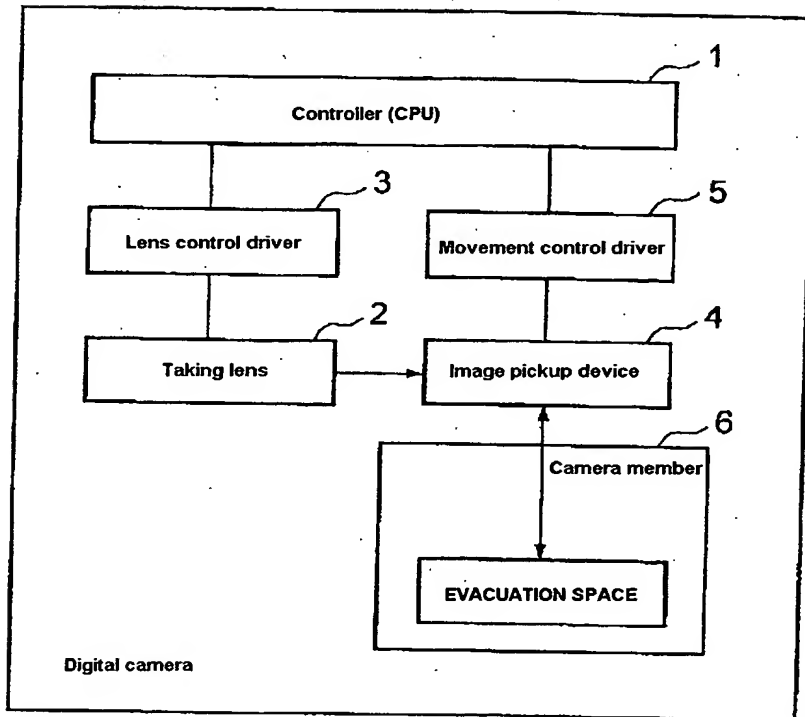 1
Controller (CPU)
3
5
Lens control driver
Movement control driver
2
4
Taking lens
Image pickup device
6
Camera member
EVACUATION SPACE
Digital camera